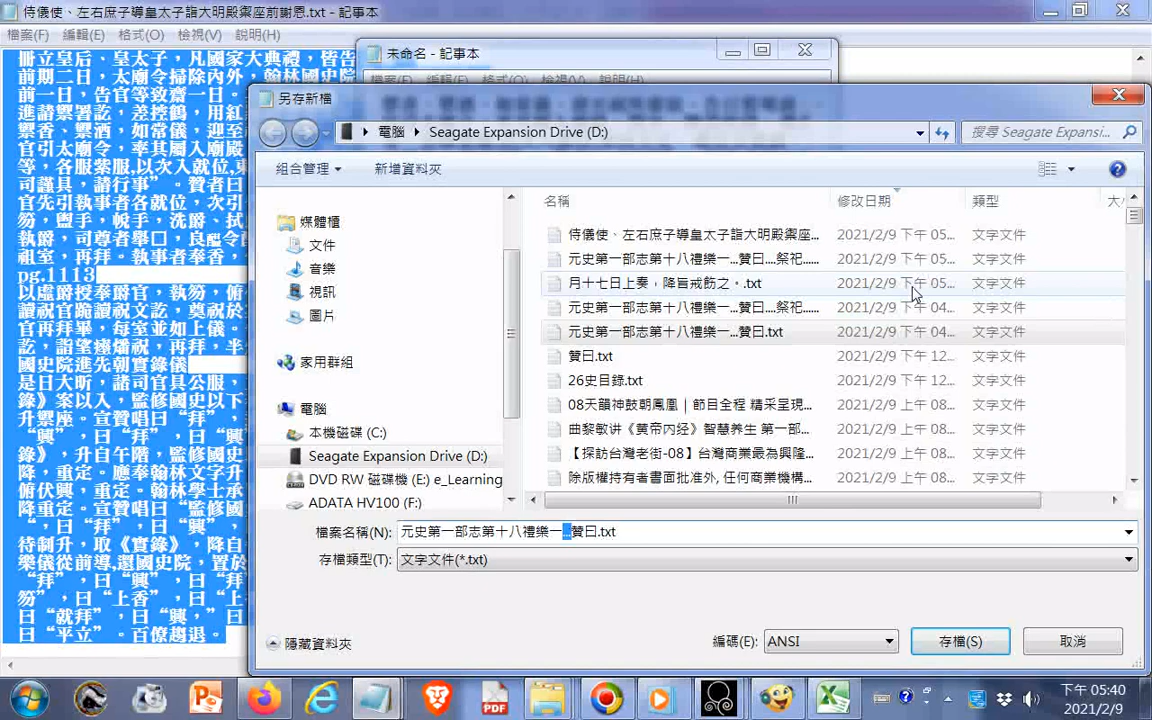 侍儀使、左右庶子導皇太子詣大明殿禦座前謝恩.txt - 記事本
檔案(F) 編輯(E) 格式(O) 檢視(V) 說明(H)
未命名 - 記事本
檔案(F) 編輯(E) 格式(O) 檢視(V) 說明(H)
冊立皇后、皇太子，凡國家大典禮，皆告
前期二日，太廟令掃除內外，翰林國史院
前一日，告官等致齋一日。
官引太廟令，率其屬入廟殿
等，各服紫服，以次入就位，東
司謹具，請行事”。贊者曰
官先引執事者各就位，次引
笏，盥手，帨手，洗爵、拭
祖室，再拜。執事者奉香，
pg.1113
以虛爵授奉爵官，執笏，俯
讀祝官跪讀祝文訖，奠祝於
官再拜畢，每室並如上儀。
訖，詣望瘞燔祝，再拜，半
國史院進先朝實錄儀
是日大昕，諸司官具公服，
錄》案以入，監修國史以下
升禦座。宣贊唱曰“拜”，
“興”，曰“拜”，曰“興
錄》，升自午階，監修國史
降，重定。應奉翰林文字升
俯伏興，重定。翰林學士承
降重定。宣贊唱曰“監修國
“，曰“拜”，曰“興”，
待制升，取《實錄》，降自
樂儀從前導,還國史院，置於
“拜”，曰“興”，曰“拜
笏”，曰“上香”，曰“上
曰“就拜”，曰“興，”曰
曰“平立”。百僚趨退。
另存新檔
電腦 Seagate Expansion Drive (D:)
搜尋 Seagate Expansi...
組合管理 新增資料夾
媒體櫃
文件
音樂
視訊
圖片
家用群組
電腦
本機磁碟 (C:)
Seagate Expansion Drive (D:)
DVD RW 磁碟機 (E:) e_Learning
ADATA HV100 (F:)
名稱 修改日期 類型 大小
侍儀使、左右庶子導皇太子詣大明殿禦座... 2021/2/9 下午 05... 文字文件
元史第一部志第十八禮樂一...贊曰....祭祀...... 2021/2/9 下午 05... 文字文件
月十七日上奏，降旨戒飭之。.txt 2021/2/9 下午 05... 文字文件
元史第一部志第十八禮樂一...贊曰....祭祀...... 2021/2/9 下午 04... 文字文件
元史第一部志第十八禮樂一...贊曰.txt 2021/2/9 下午 04... 文字文件
贊曰.txt 2021/2/9 下午 12... 文字文件
26史目錄.txt 2021/2/9 下午 12... 文字文件
08天韻神鼓朝鳳凰｜節目全程 精采呈現... 2021/2/9 上午 08... 文字文件
曲黎敏讲《黄帝内经》智慧养生 第一部... 2021/2/9 上午 08... 文字文件
【探訪台灣老街-08】台灣商業最為興隆... 2021/2/9 上午 08... 文字文件
除版權持有者書面批准外, 任何商業機構... 2021/2/9 上午 08... 文字文件
檔案名稱(N): 元史第一部志第十八禮樂一...贊曰.txt
存檔類型(T): 文字文件(*.txt)
隱藏資料夾 編碼(E): ANSI 存檔(S) 取消
下午 05:40
2021/2/9